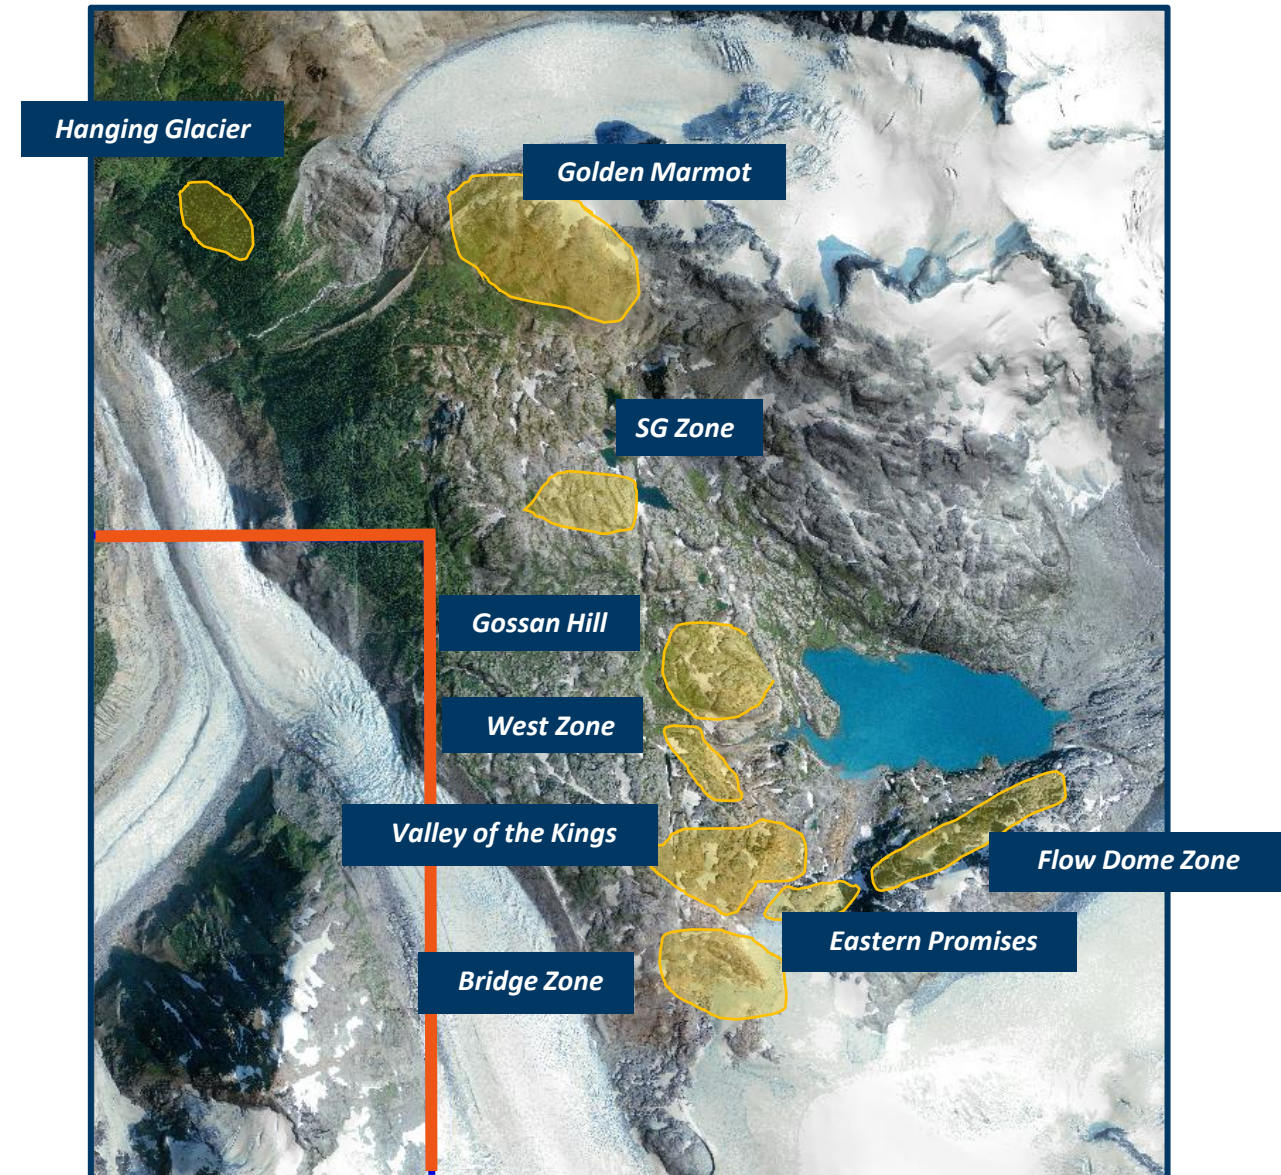 Hanging Glacier
Golden Marmot
SG Zone
Gossan Hill
West Zone
Valley of the Kings
Flow Dome Zone
Eastern Promises
Bridge Zone